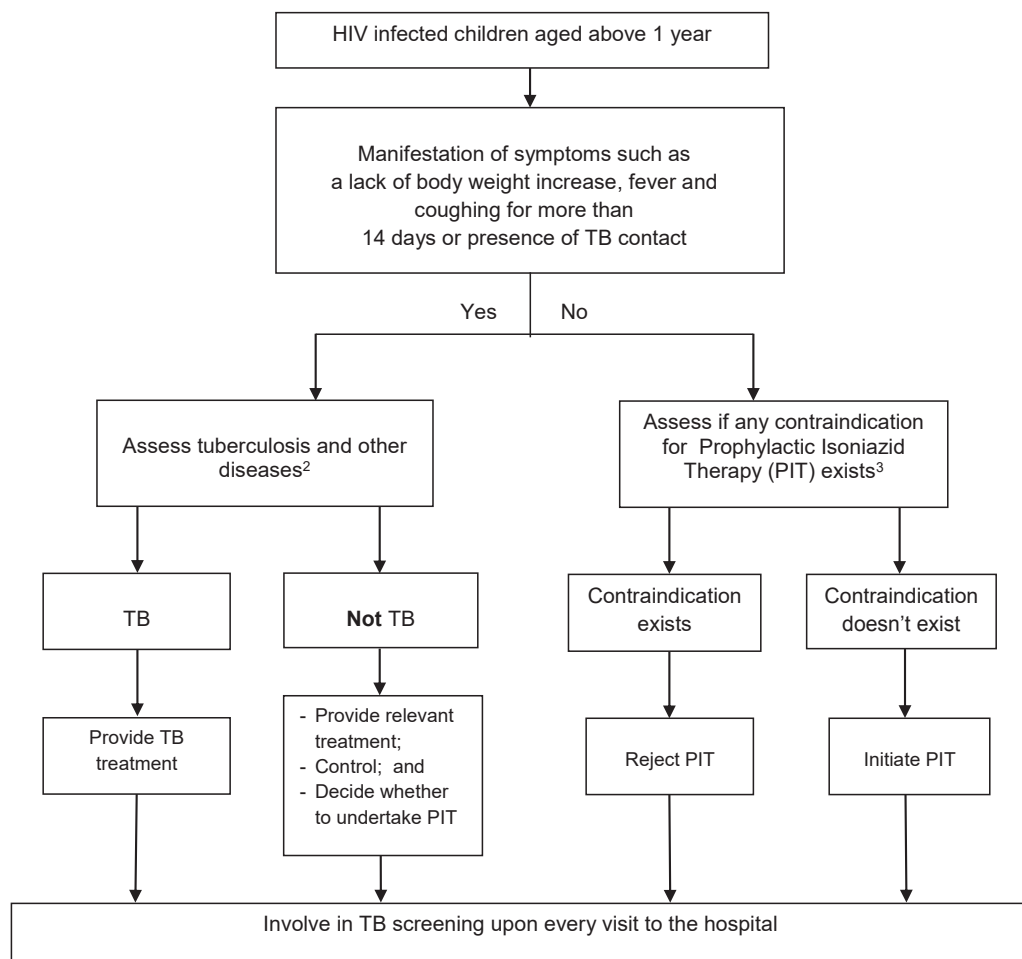 HIV infected children aged above 1 year
Manifestation of symptoms such as
a lack of body weight increase, fever and
coughing for more than
14 days or presence of TB contact
Yes
No
Assess tuberculosis and other
diseases²
Assess if any contraindication
for Prophylactic Isoniazid
Therapy (PIT) exists³
TB
Not TB
Contraindication
exists
Contraindication
doesn’t exist
Provide TB
treatment
- Provide relevant
treatment;
- Control; and
- Decide whether
to undertake PIT
Reject PIT
Initiate PIT
Involve in TB screening upon every visit to the hospital